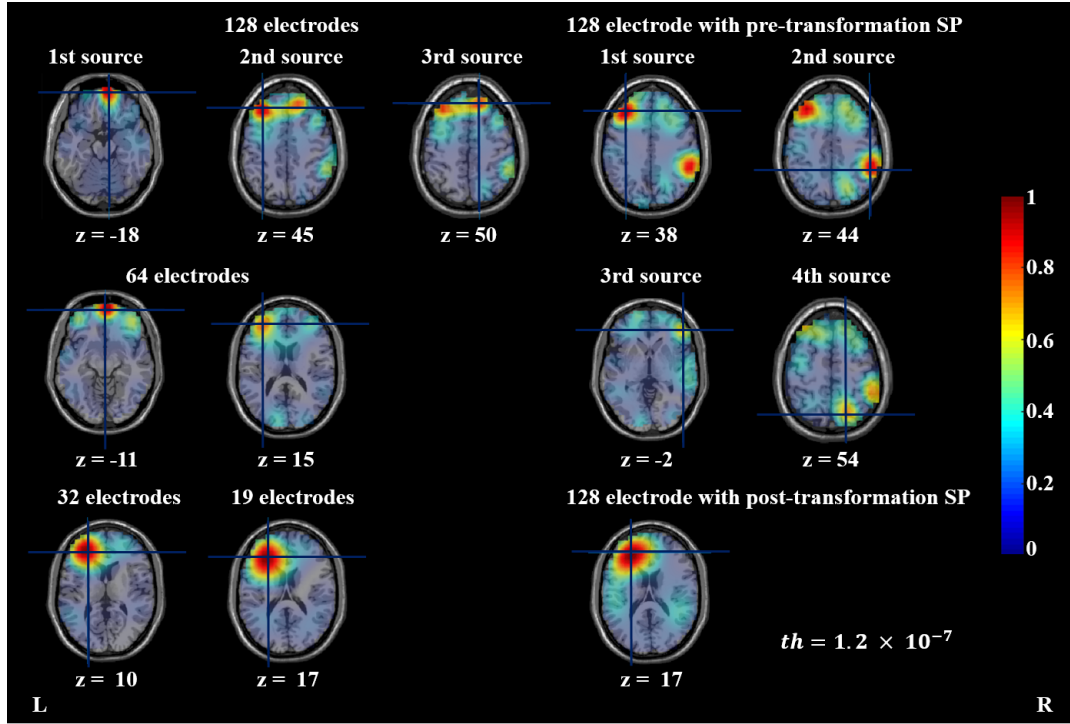 128 electrodes
128 electrode with pre-transformation SP
1st source 2nd source 3rd source 1st source 2nd source
z = -18 z = 45 z = 50 z = 38 z = 44
64 electrodes 3rd source 4th source
z = -11 z = 15 z = -2 z = 54
32 electrodes 19 electrodes 128 electrode with post-transformation SP
z = 10 z = 17 z = 17
1
0.8
0.6
0.4
0.2
0
th = 1.2 × 10⁻⁷
L R